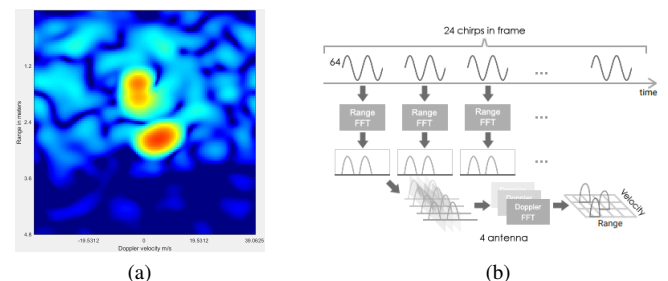 Range in meters
1.2
2.4
3.6
4.8
-19.5312
0
19.5312
39.0625
Doppler velocity m/s
(a)
24 chirps in frame
64
...
time
Range
FFT
Range
FFT
Range
FFT
...
...
Doppler
FFT
4 antenna
Velocity
Range
(b)